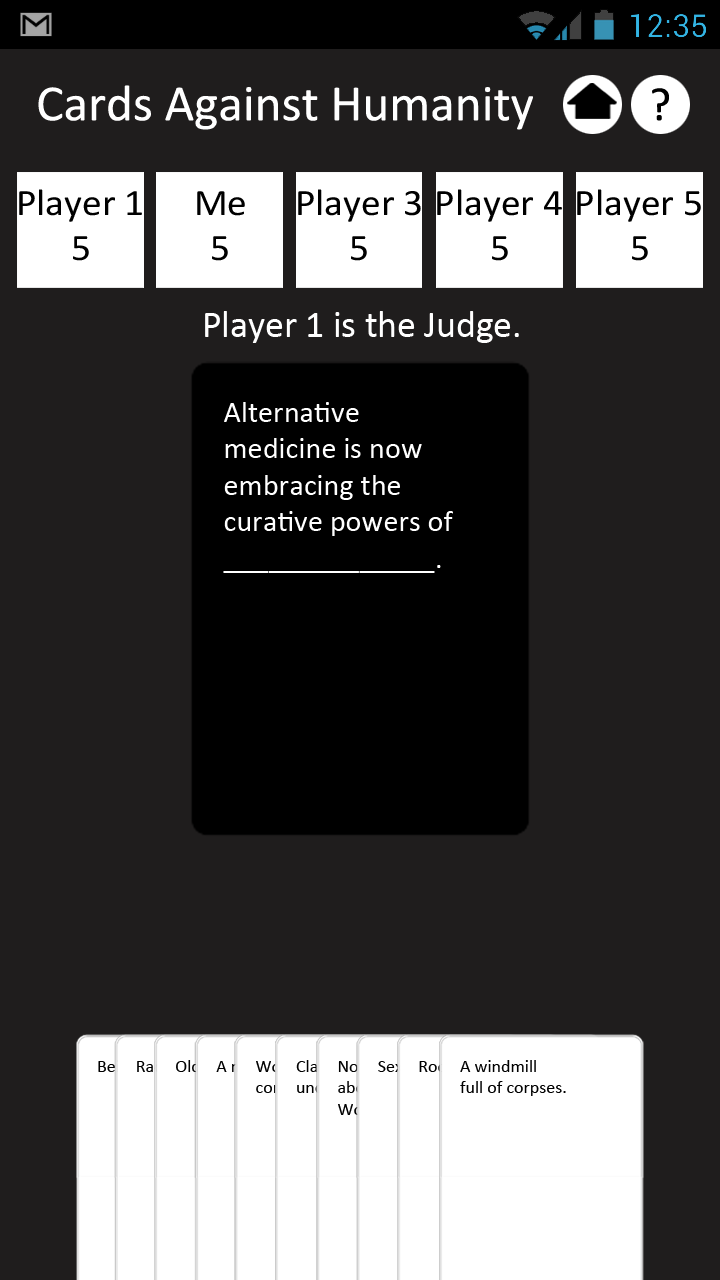 12:35
Cards Against Humanity
?
Player 1 Me Player 3 Player 4 Player 5
5 5 5 5 5
Player 1 is the Judge.
Alternative
medicine is now
embracing the
curative powers of
______________.
A windmill
full of corpses.